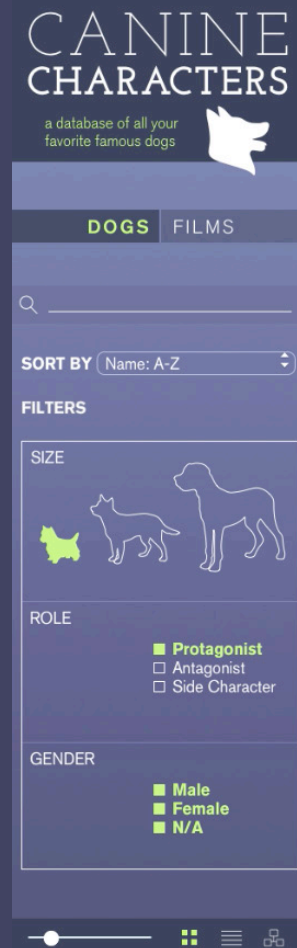 CANINE
CHARACTERS
a database of all your
favorite famous dogs
DOGS FILMS
SORT BY Name: A-Z
FILTERS
SIZE
ROLE
Protagonist
Antagonist
Side Character
GENDER
Male
Female
N/A